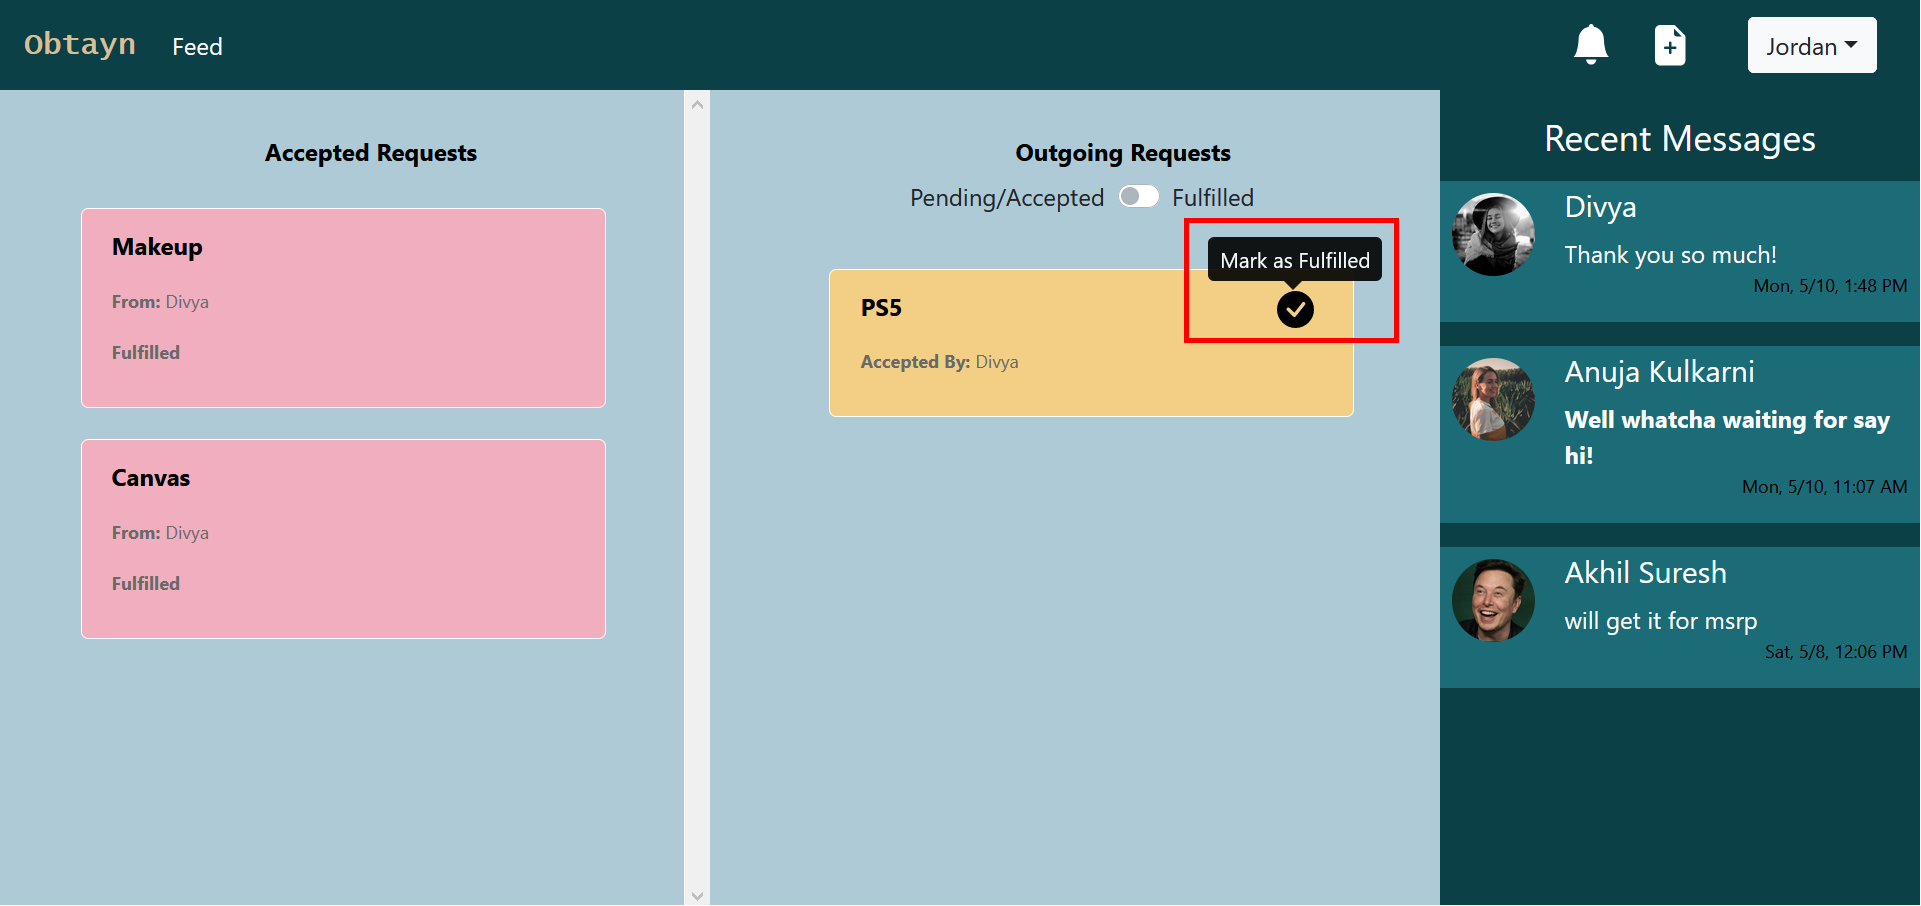 Obtayn
Feed
Jordan
Accepted Requests
Makeup
From: Divya
Fulfilled
Canvas
From: Divya
Fulfilled
Outgoing Requests
Pending/Accepted
Fulfilled
Mark as Fulfilled
PS5
Accepted By: Divya
Recent Messages
Divya
Thank you so much!
Mon, 5/10, 1:48 PM
Anuja Kulkarni
Well whatcha waiting for say
hi!
Mon, 5/10, 11:07 AM
Akhil Suresh
will get it for msrp
Sat, 5/8, 12:06 PM